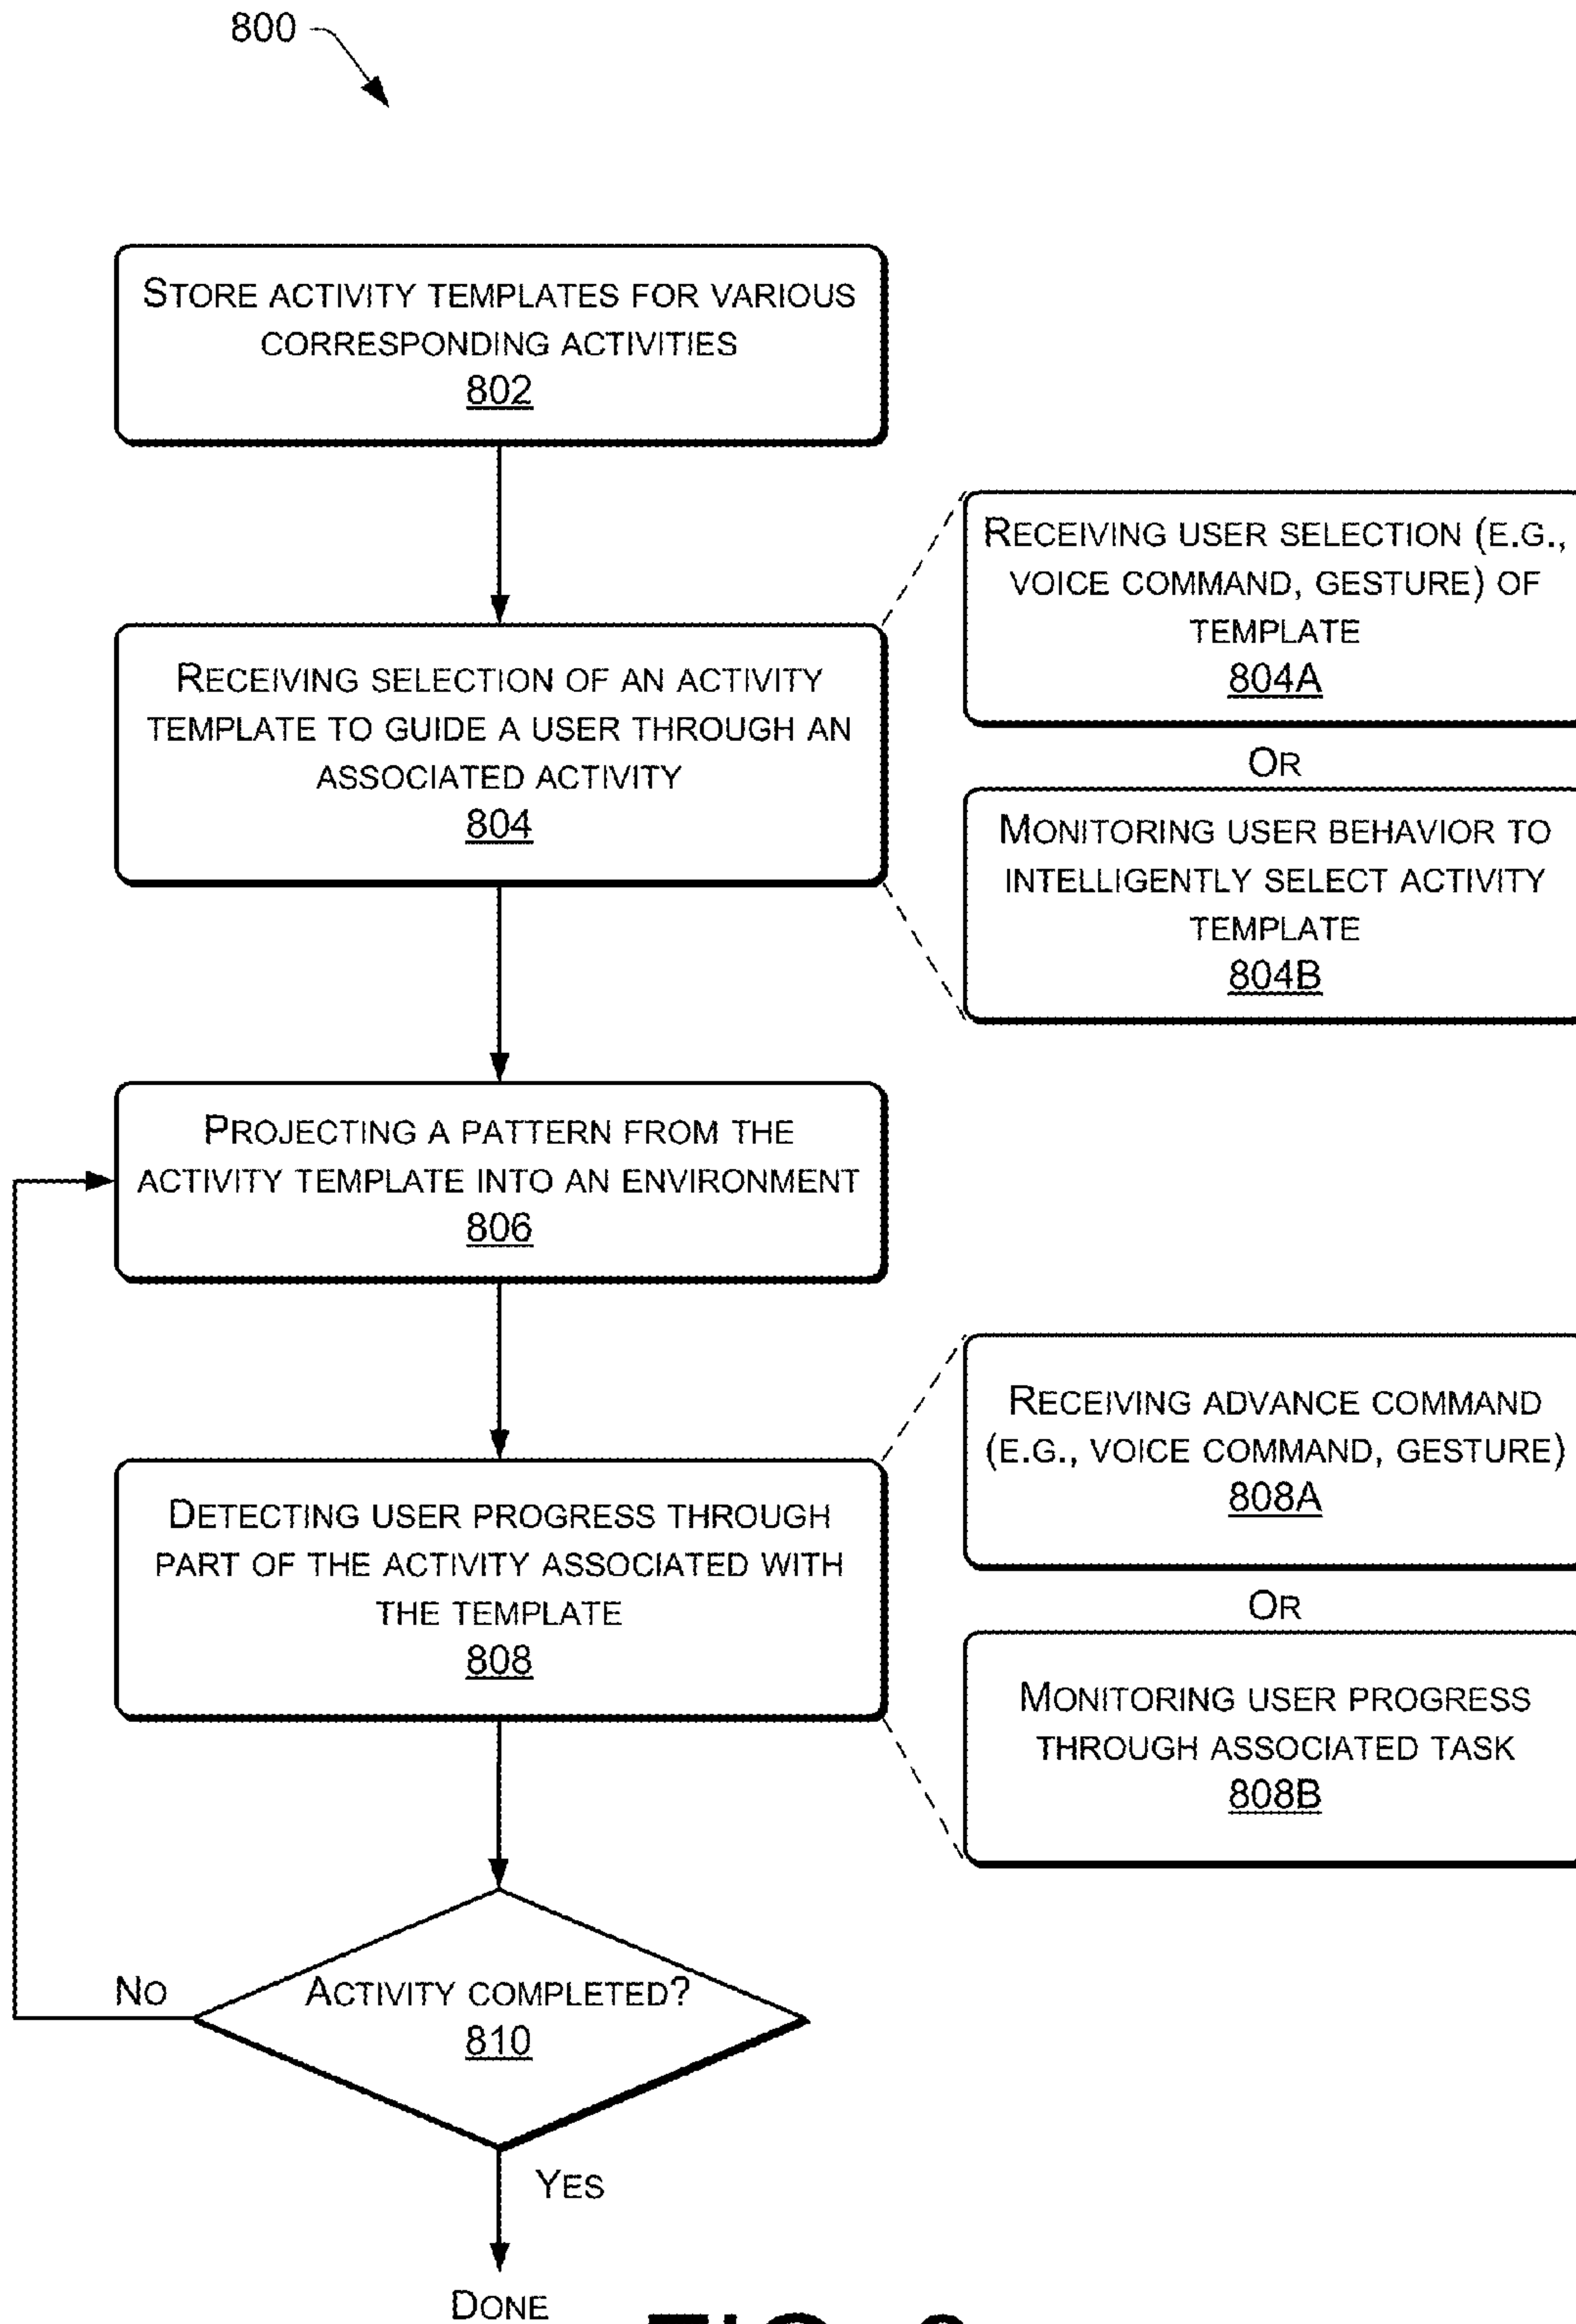 800
STORE ACTIVITY TEMPLATES FOR VARIOUS
CORRESPONDING ACTIVITIES
802
RECEIVING SELECTION OF AN ACTIVITY
TEMPLATE TO GUIDE A USER THROUGH AN
ASSOCIATED ACTIVITY
804
RECEIVING USER SELECTION (E.G.,
VOICE COMMAND, GESTURE) OF
TEMPLATE
804A
OR
MONITORING USER BEHAVIOR TO
INTELLIGENTLY SELECT ACTIVITY
TEMPLATE
804B
PROJECTING A PATTERN FROM THE
ACTIVITY TEMPLATE INTO AN ENVIRONMENT
806
DETECTING USER PROGRESS THROUGH
PART OF THE ACTIVITY ASSOCIATED WITH
THE TEMPLATE
808
RECEIVING ADVANCE COMMAND
(E.G., VOICE COMMAND, GESTURE)
808A
OR
MONITORING USER PROGRESS
THROUGH ASSOCIATED TASK
808B
ACTIVITY COMPLETED?
810
NO
YES
DONE